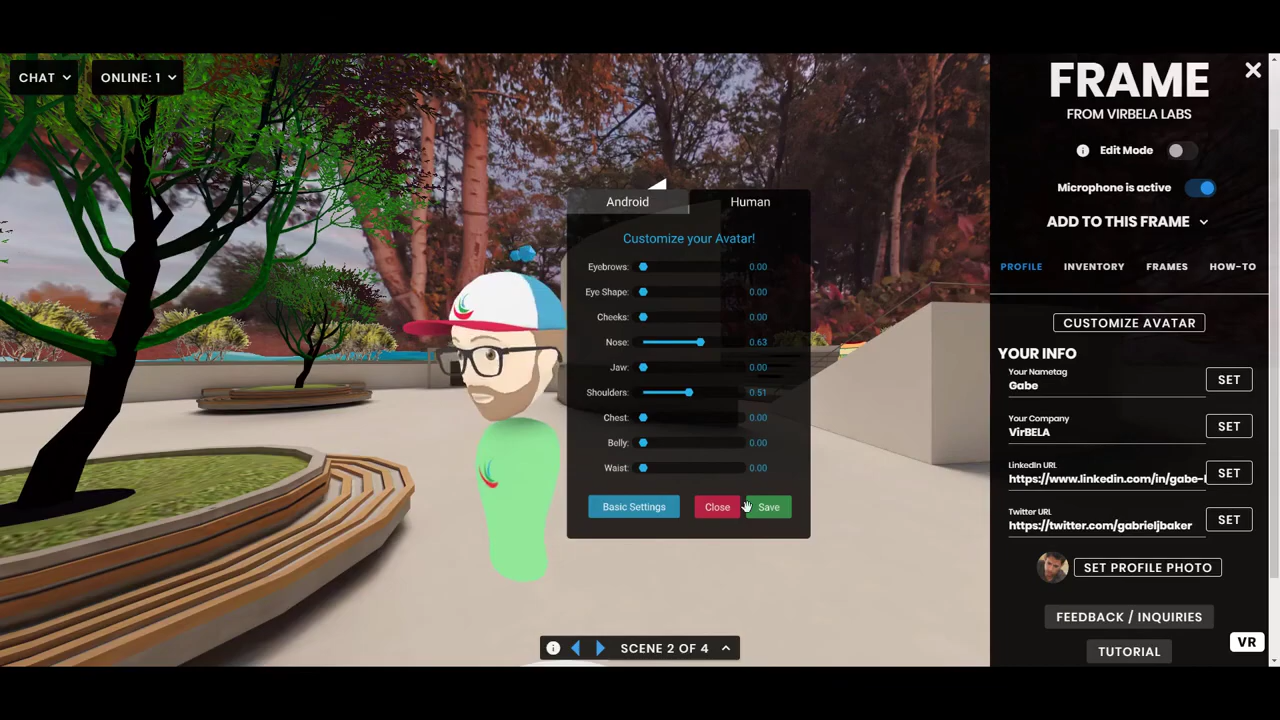 CHAT
ONLINE: 1
Android
Human
Customize your Avatar!
Eyebrows: 0.00
Eye Shape: 0.00
Cheeks: 0.00
Nose: 0.63
Jaw: 0.00
Shoulders: 0.51
Chest: 0.00
Belly: 0.00
Waist: 0.00
Basic Settings
Close
Save
SCENE 2 OF 4
FRAME
FROM VIRBELA LABS
Edit Mode
Microphone is active
ADD TO THIS FRAME
PROFILE INVENTORY FRAMES HOW-TO
CUSTOMIZE AVATAR
YOUR INFO
Your Nametag
Gabe
SET
Your Company
VirBELA
SET
LinkedIn URL
https://www.linkedin.com/in/gabe-
SET
Twitter URL
https://twitter.com/gabrieljbaker
SET
SET PROFILE PHOTO
FEEDBACK / INQUIRIES
TUTORIAL
VR